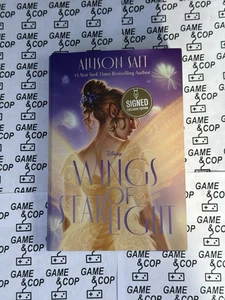 GAME
&COP
ALLISON SAFT
#1 New York Times Bestselling Author
SIGNED
Disney
WINGS
OF
STARLIGHT